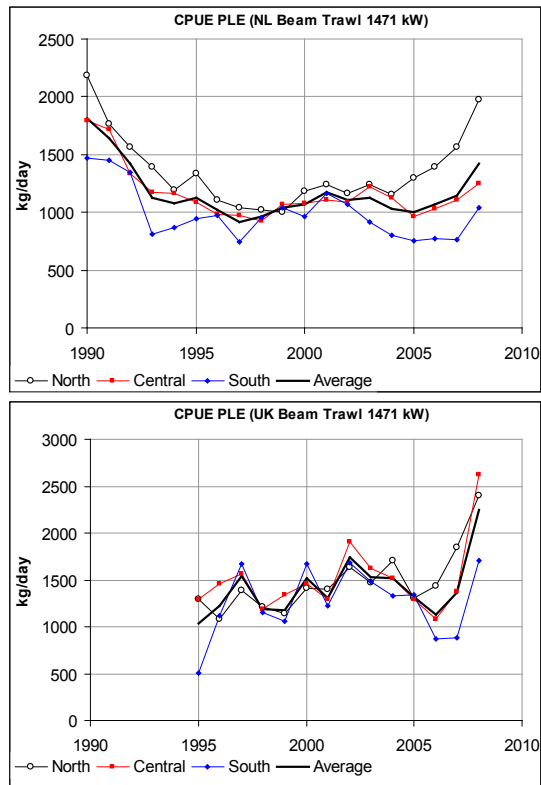 CPUE PLE (NL Beam Trawl 1471 kW)
2500
2000
1500
1000
500
0
kg/day
1990 1995 2000 2005 2010
North Central South Average
CPUE PLE (UK Beam Trawl 1471 kW)
3000
2500
2000
1500
1000
500
0
kg/day
1990 1995 2000 2005 2010
North Central South Average